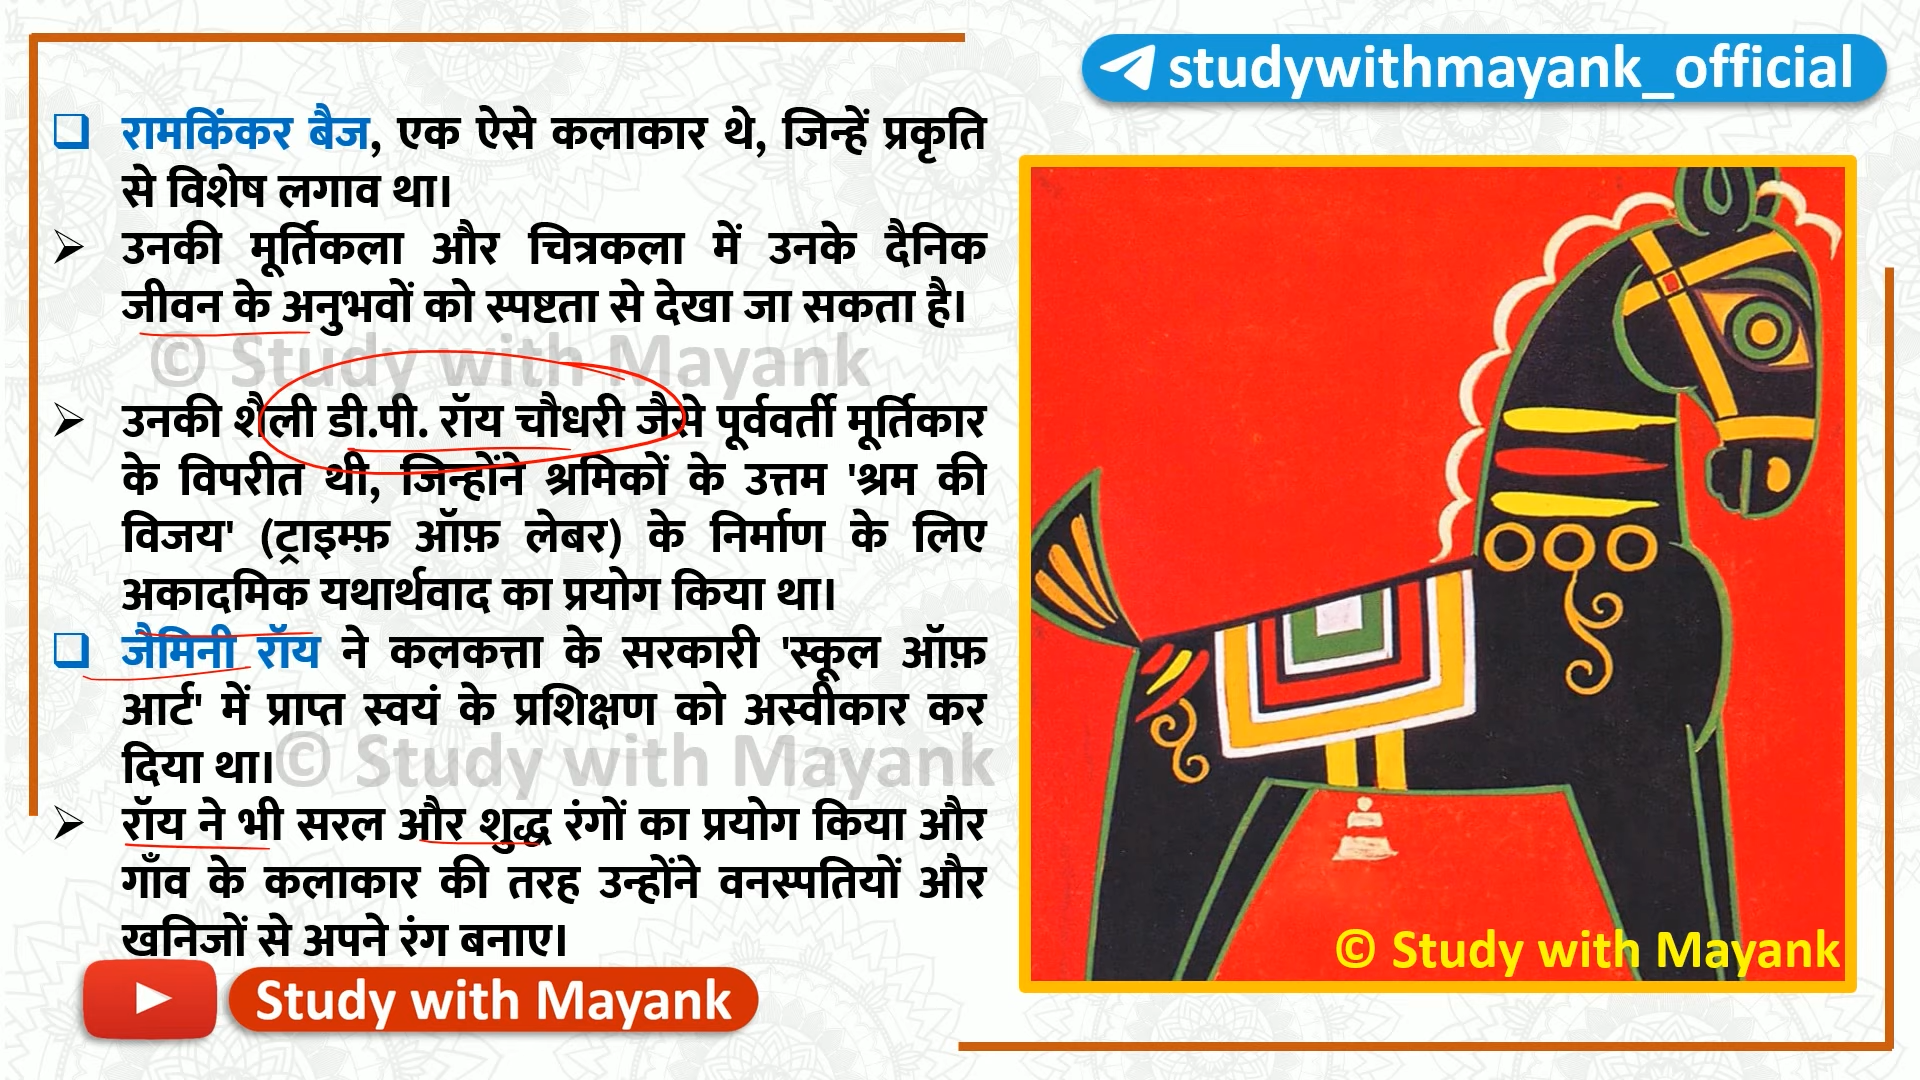 studywithmayank_official
रामकिंकर बैज, एक ऐसे कलाकार थे, जिन्हें प्रकृति
से विशेष लगाव था।
उनकी मूर्तिकला और चित्रकला में उनके दैनिक
जीवन के अनुभवों को स्पष्टता से देखा जा सकता है।
© Study with Mayank
उनकी शैली डी.पी. रॉय चौधरी जैसे पूर्ववर्ती मूर्तिकार
के विपरीत थी, जिन्होंने श्रमिकों के उत्तम 'श्रम की
विजय' (ट्राइम्फ़ ऑफ़ लेबर) के निर्माण के लिए
अकादमिक यथार्थवाद का प्रयोग किया था।
जैमिनी रॉय ने कलकत्ता के सरकारी 'स्कूल ऑफ़
आर्ट' में प्राप्त स्वयं के प्रशिक्षण को अस्वीकार कर
दिया था।
© Study with Mayank
रॉय ने भी सरल और शुद्ध रंगों का प्रयोग किया और
गाँव के कलाकार की तरह उन्होंने वनस्पतियों और
खनिजों से अपने रंग बनाए।
© Study with Mayank
Study with Mayank